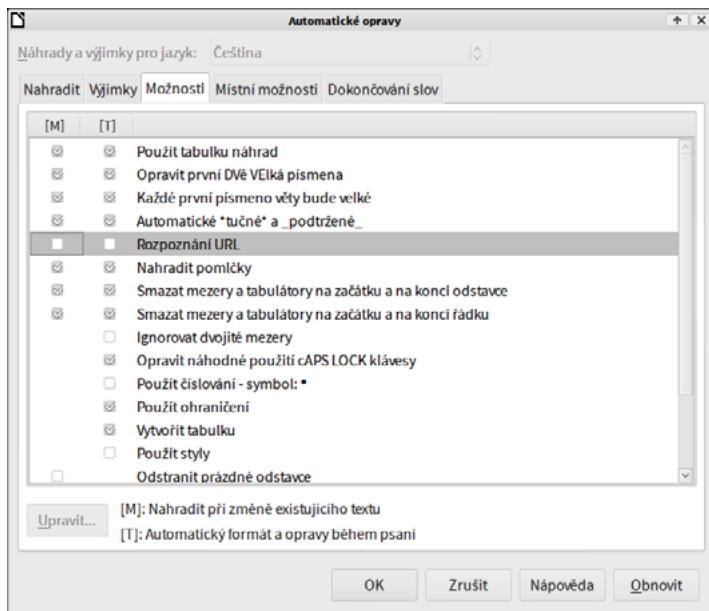 Automatické opravy
Náhrady a výjimky pro jazyk: Čeština
Nahradit Výjimky Možnosti Místní možnosti Dokončování slov
[M] [T]
Použít tabulku náhrad
Opravit první DVě VElká písmena
Každé první písmeno věty bude velké
Automatické *tučné* a _podtržené_
Rozpoznání URL
Nahradit pomlčky
Smazat mezery a tabulátory na začátku a na konci odstavce
Smazat mezery a tabulátory na začátku a na konci řádku
Ignorovat dvojité mezery
Opravit náhodné použití cAPS LOCK klávesy
Použít číslování - symbol: •
Použít ohraničení
Vytvořit tabulku
Použít styly
Odstranit prázdné odstavce
Upravit...
[M]: Nahradit při změně existujícího textu
[T]: Automatický formát a opravy během psaní
OK Zrušit Nápověda Obnovit